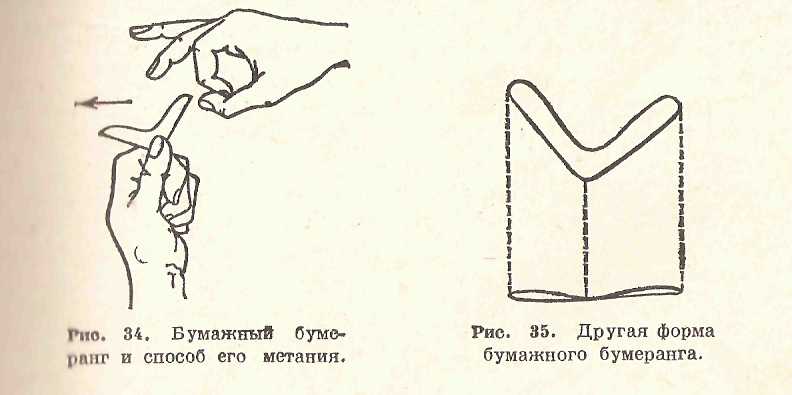 Рис. 34. Бумажный буме-
ранг и способ его метания.
Рис. 35. Другая форма
бумажного бумеранга.